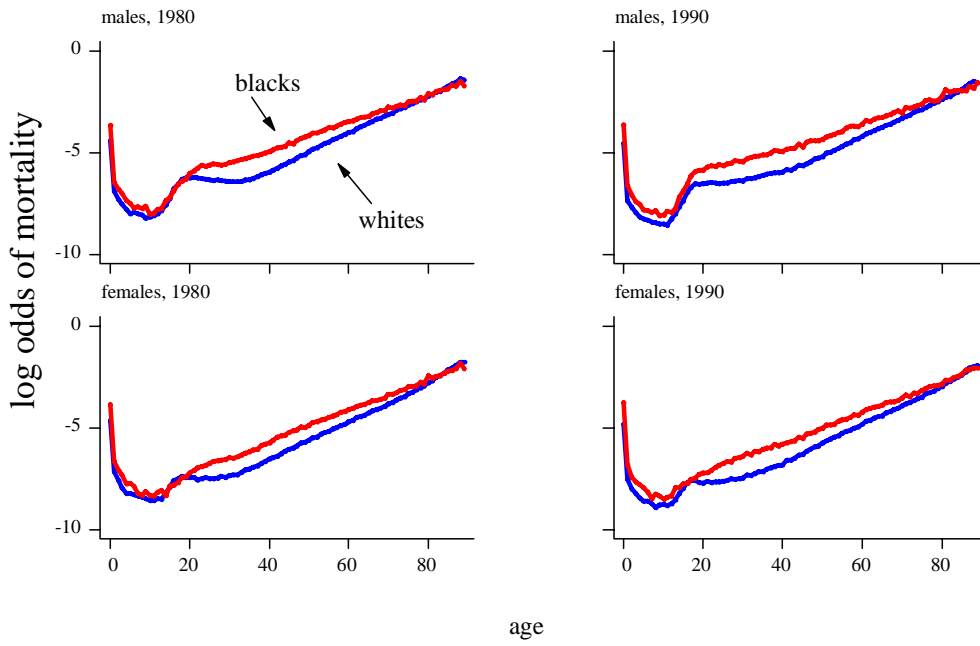 males, 1980
males, 1990
0
blacks
-5
whites
-10
females, 1980
females, 1990
0
-5
-10
0 20 40 60 80
0 20 40 60 80
log odds of mortality
age